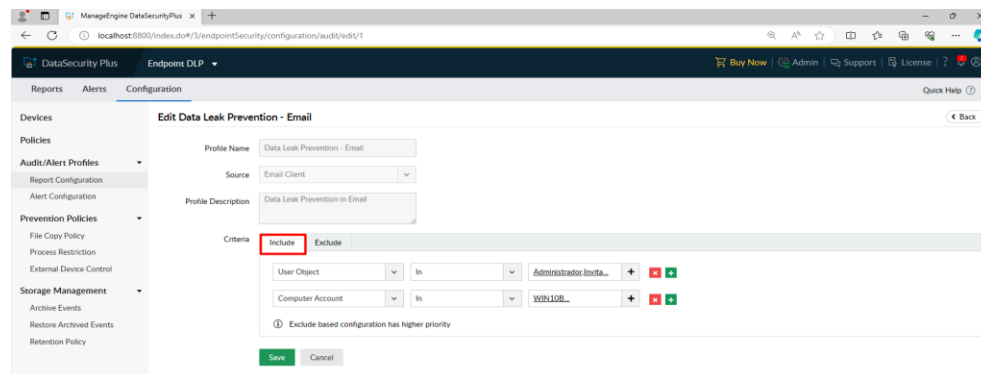 ManageEngine DataSecurityPlus
localhost:8800/index.do#/3/endpointSecurity/configuration/audit/edit/1
DataSecurity Plus Endpoint DLP Buy Now Admin Support License ?
Reports Alerts Configuration Quick Help
Devices
Edit Data Leak Prevention - Email
Back
Policies
Audit/Alert Profiles
Report Configuration
Alert Configuration
Prevention Policies
File Copy Policy
Process Restriction
External Device Control
Storage Management
Archive Events
Restore Archived Events
Retention Policy
Profile Name Data Leak Prevention - Email
Source Email Client
Profile Description Data Leak Prevention in Email
Criteria Include Exclude
User Object In Administrador,Invita...
Computer Account In WIN10B...
Exclude based configuration has higher priority
Save Cancel